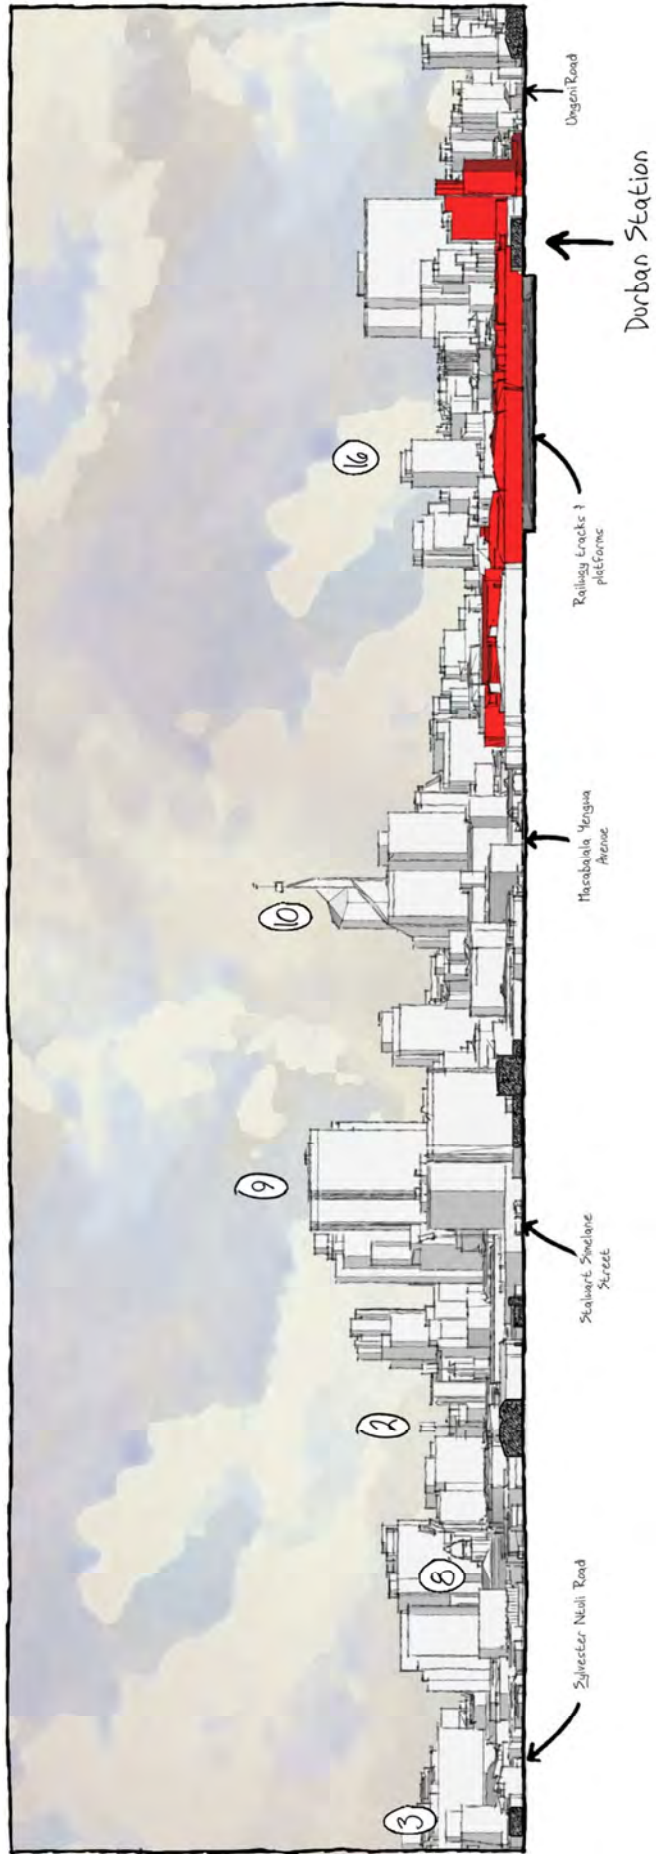 3
8
2
9
10
16
Sylvester Ntuli Road
Stalwart Simelane
Street
Masabalala Yengwa
Avenue
Railway tracks &
platforms
Durban Station
Umgeni Road